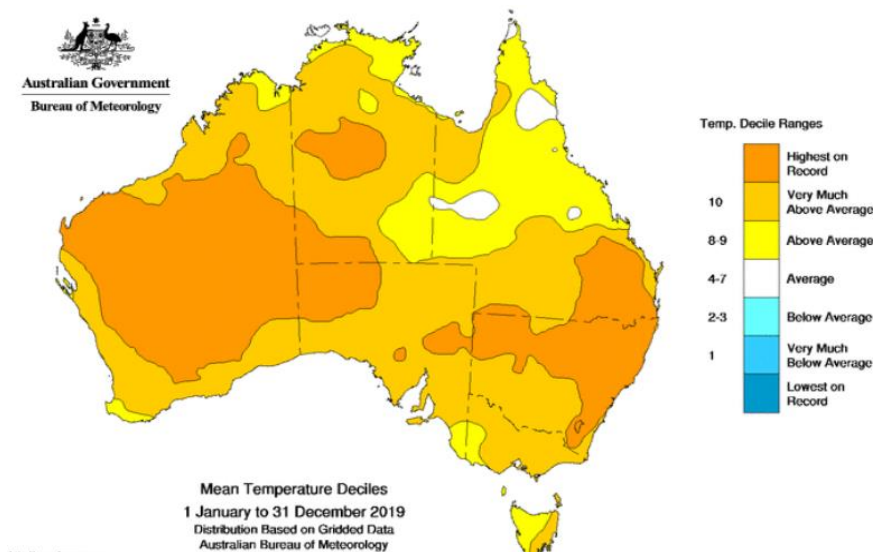 Australian Government
Bureau of Meteorology
Temp. Decile Ranges
Highest on
Record
10
Very Much
Above Average
8-9
Above Average
4-7
Average
2-3
Below Average
1
Very Much
Below Average
Lowest on
Record
Mean Temperature Deciles
1 January to 31 December 2019
Distribution Based on Gridded Data
Australian Bureau of Meteorology